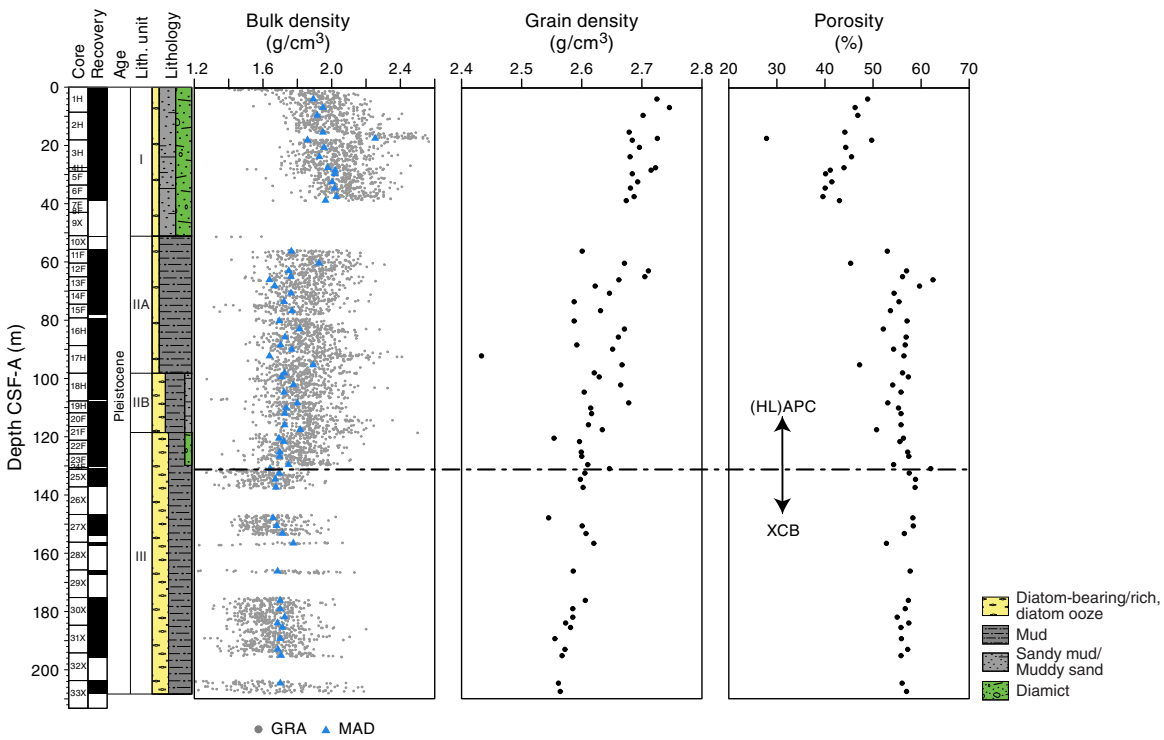 Core
Recovery
Age
Lith. unit
Lithology
Bulk density
(g/cm³)
Grain density
(g/cm³)
Porosity
(%)
1.2 1.6 2.0 2.4
2.4 2.5 2.6 2.7 2.8
20 30 40 50 60 70
Depth CSF-A (m)
0
20
40
60
80
100
120
140
160
180
200
1H
2H
3H
4H
5F
6F
7F
9X
10X
11F
12F
13F
14F
15F
16H
17H
18H
19H
20F
21F
22F
23F
25X
26X
27X
28X
29X
30X
31X
32X
33X
Pleistocene
I
IIA
IIB
III
(HL)APC
XCB
Diatom-bearing/rich,
diatom ooze
Mud
Sandy mud/
Muddy sand
Diamict
GRA MAD